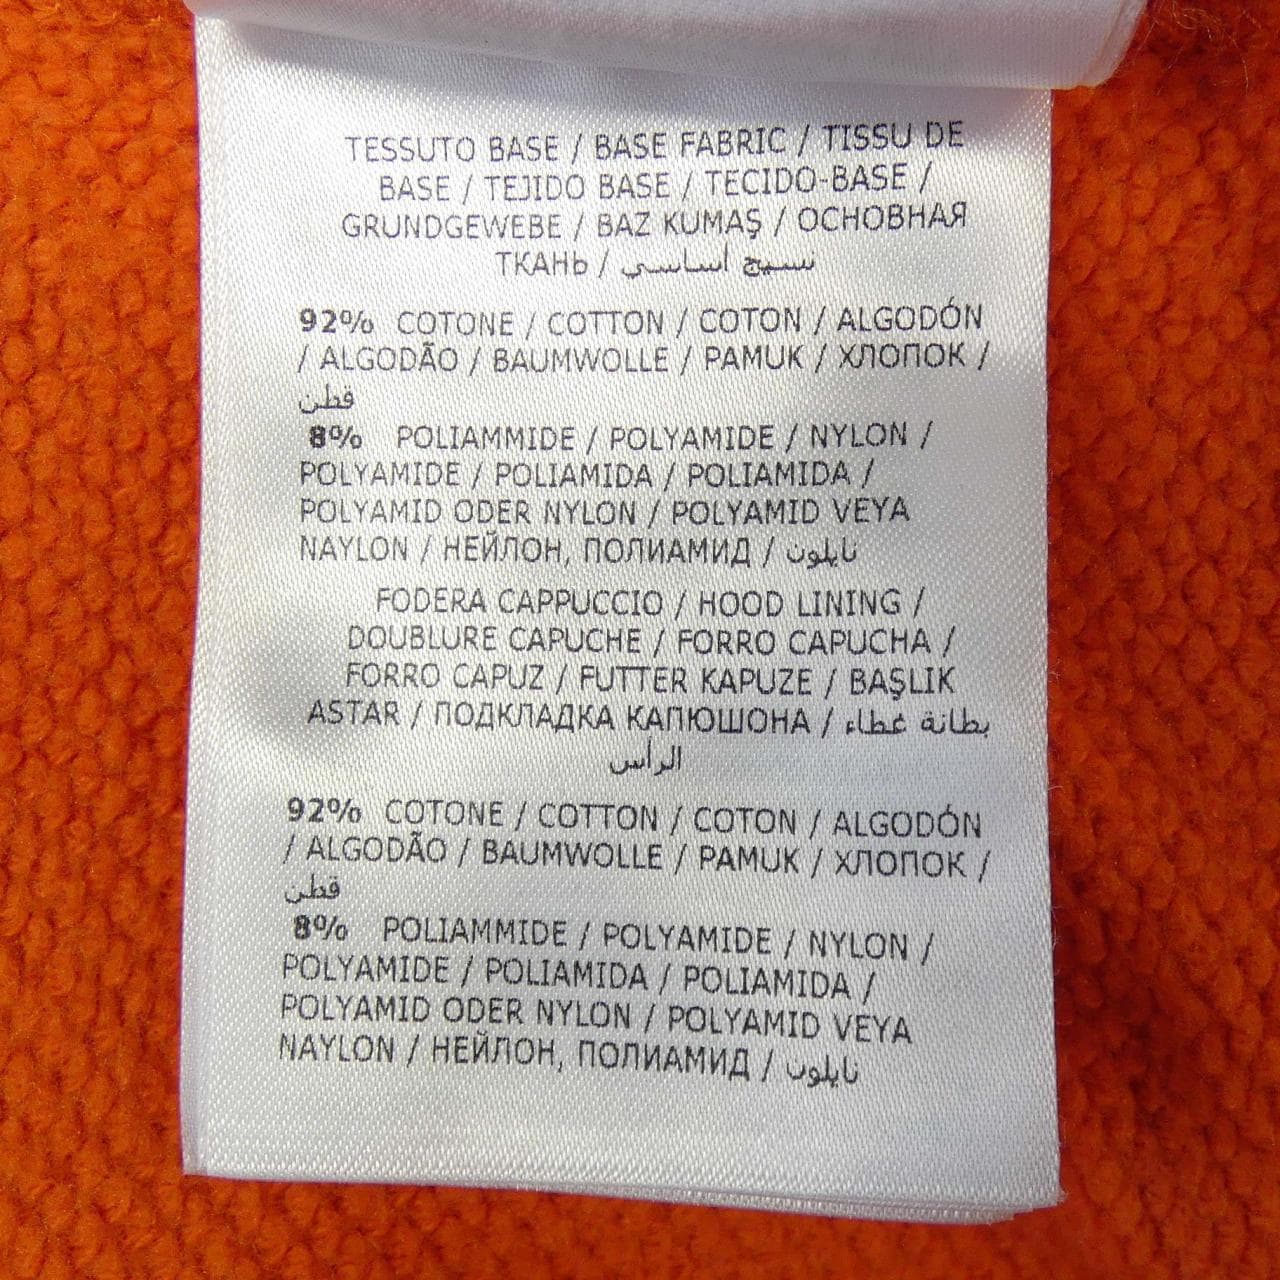 TESSUTO BASE / BASE FABRIC / TISSU DE
BASE / TEJIDO BASE / TECIDO-BASE /
GRUNDGEWEBE / BAZ KUMAŞ / ОСНОВНАЯ
ТКАНЬ / نسيج أساسي
92% COTONE / COTTON / COTON / ALGODÓN
/ ALGODÃO / BAUMWOLLE / PAMUK / ХЛОПОК /
قطن
8% POLIAMMIDE / POLYAMIDE / NYLON /
POLYAMIDE / POLIAMIDA / POLIAMIDA /
POLYAMID ODER NYLON / POLYAMID VEYA
NAYLON / НЕЙЛОН, ПОЛИАМИД / نايلون
FODERA CAPPUCCIO / HOOD LINING /
DOUBLURE CAPUCHE / FORRO CAPUCHA /
FORRO CAPUZ / FUTTER KAPUZE / BAŞLIK
ASTAR / ПОДКЛАДКА КАПЮШОНА / بطانة غطاء
الرأس
92% COTONE / COTTON / COTON / ALGODÓN
/ ALGODÃO / BAUMWOLLE / PAMUK / ХЛОПОК /
قطن
8% POLIAMMIDE / POLYAMIDE / NYLON /
POLYAMIDE / POLIAMIDA / POLIAMIDA /
POLYAMID ODER NYLON / POLYAMID VEYA
NAYLON / НЕЙЛОН, ПОЛИАМИД / نايلون